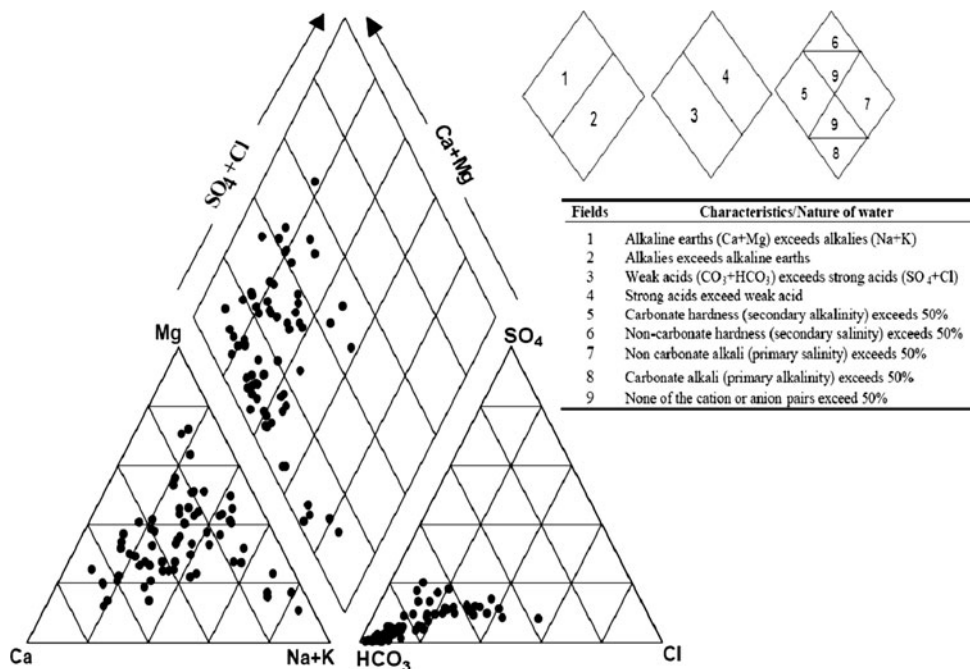 SO₄+Cl
Ca+Mg
Mg
SO₄
Ca
Na+K
HCO₃
Cl
1
2
3
4
5
6
7
8
9
9
Fields Characteristics/Nature of water
1 Alkaline earths (Ca+Mg) exceeds alkalies (Na+K)
2 Alkalies exceeds alkaline earths
3 Weak acids (CO₃+HCO₃) exceeds strong acids (SO₄+Cl)
4 Strong acids exceed weak acid
5 Carbonate hardness (secondary alkalinity) exceeds 50%
6 Non-carbonate hardness (secondary salinity) exceeds 50%
7 Non carbonate alkali (primary salinity) exceeds 50%
8 Carbonate alkali (primary alkalinity) exceeds 50%
9 None of the cation or anion pairs exceed 50%